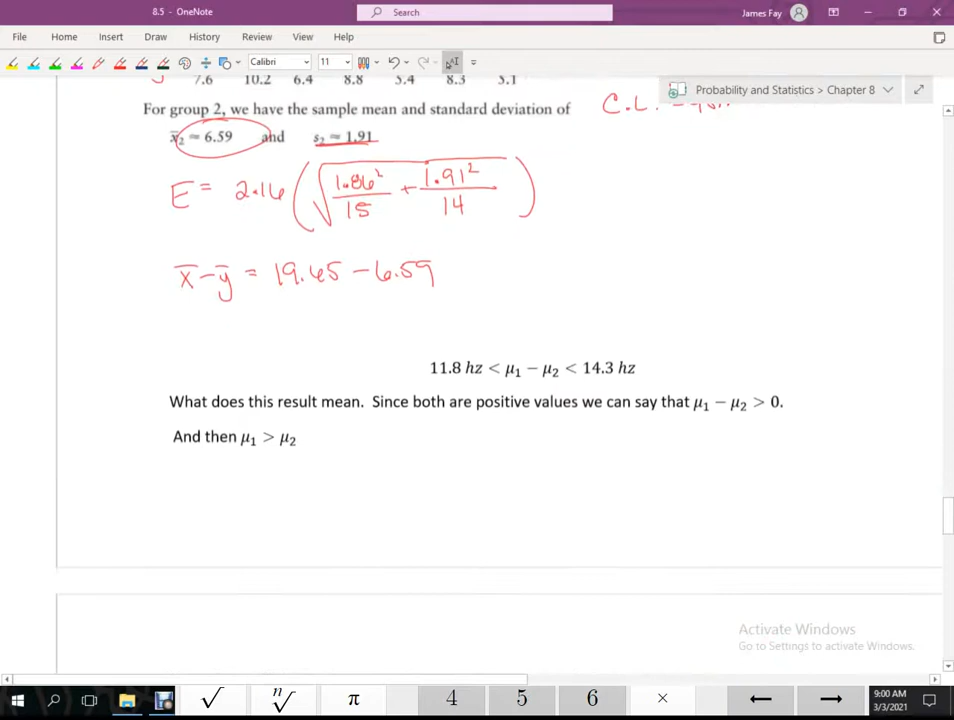 8.5 - OneNote
Search
James Fay
File Home Insert Draw History Review View Help
Calibri 11
7.6 10.2 6.4 8.8 5.4 8.3 3.1
Probability and Statistics > Chapter 8
For group 2, we have the sample mean and standard deviation of
C.L.
x̄₂ ≈ 6.59 and s₂ ≈ 1.91
E = 2.16 (√(1.86²/15 + 1.91²/14))
x̄ - ȳ = 19.65 - 6.59
11.8 hz < μ₁ − μ₂ < 14.3 hz
What does this result mean. Since both are positive values we can say that μ₁ − μ₂ > 0.
And then μ₁ > μ₂
Activate Windows
Go to Settings to activate Windows.
√ ⁿ√ π 4 5 6 × ← →
9:00 AM
3/3/2021